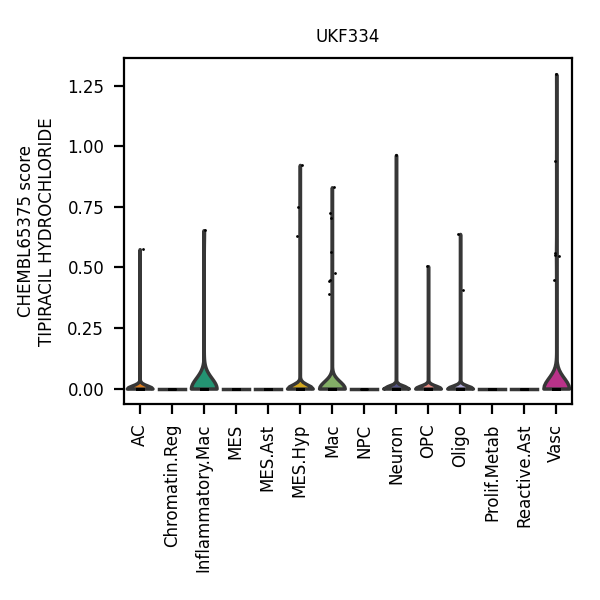 UKF334
CHEMBL65375 score
TIPIRACIL HYDROCHLORIDE
1.25
1.00
0.75
0.50
0.25
0.00
AC
Chromatin.Reg
Inflammatory.Mac
MES
MES.Ast
MES.Hyp
Mac
NPC
Neuron
OPC
Oligo
Prolif.Metab
Reactive.Ast
Vasc